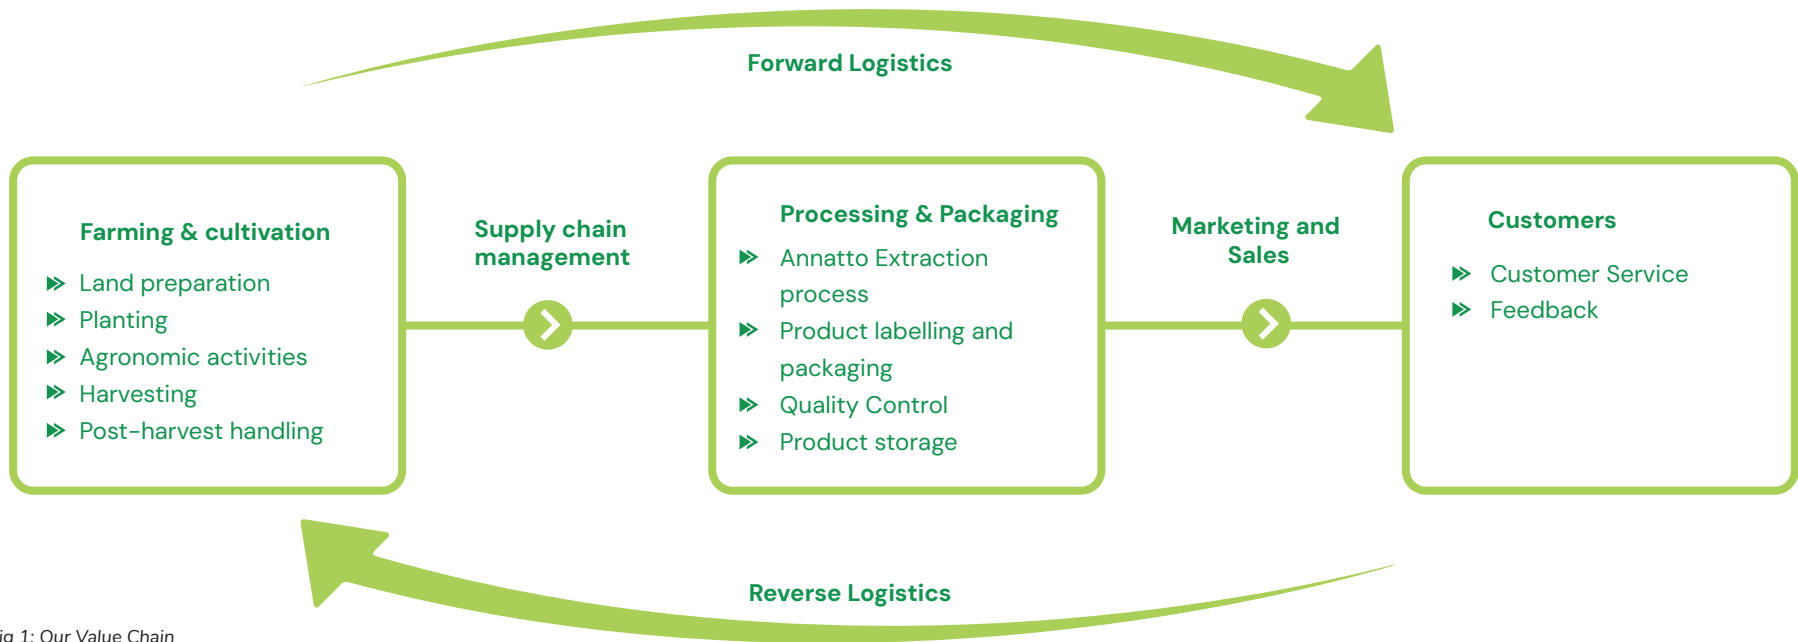 Forward Logistics
Farming & cultivation
Land preparation
Planting
Agronomic activities
Harvesting
Post-harvest handling
Supply chain
management
Processing & Packaging
Annatto Extraction
process
Product labelling and
packaging
Quality Control
Product storage
Marketing and
Sales
Customers
Customer Service
Feedback
Reverse Logistics
ig 1: Our Value Chain